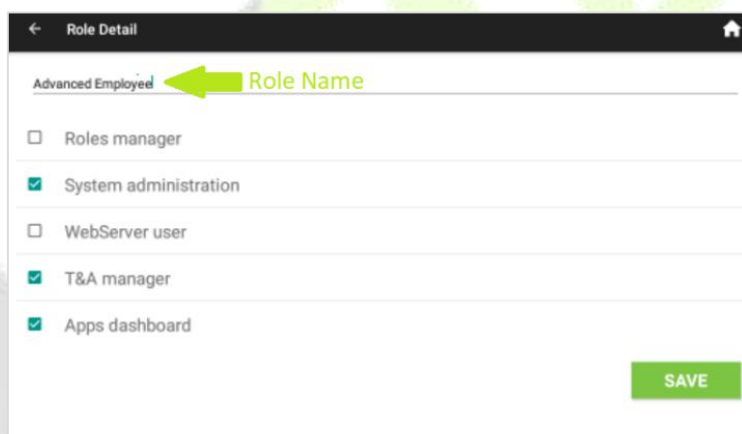 Role Detail
Advanced Employee Role Name
Roles manager
System administration
WebServer user
T&A manager
Apps dashboard
SAVE